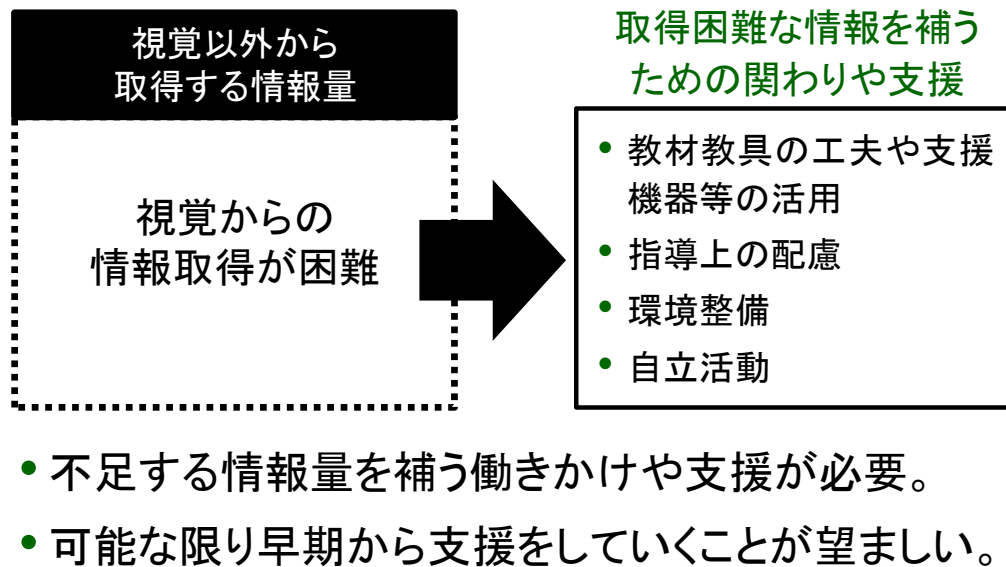 視覚以外から
取得する情報量
視覚からの
情報取得が困難
取得困難な情報を補う
ための関わりや支援
• 教材教具の工夫や支援
機器等の活用
• 指導上の配慮
• 環境整備
• 自立活動
• 不足する情報量を補う働きかけや支援が必要。
• 可能な限り早期から支援をしていくことが望ましい。